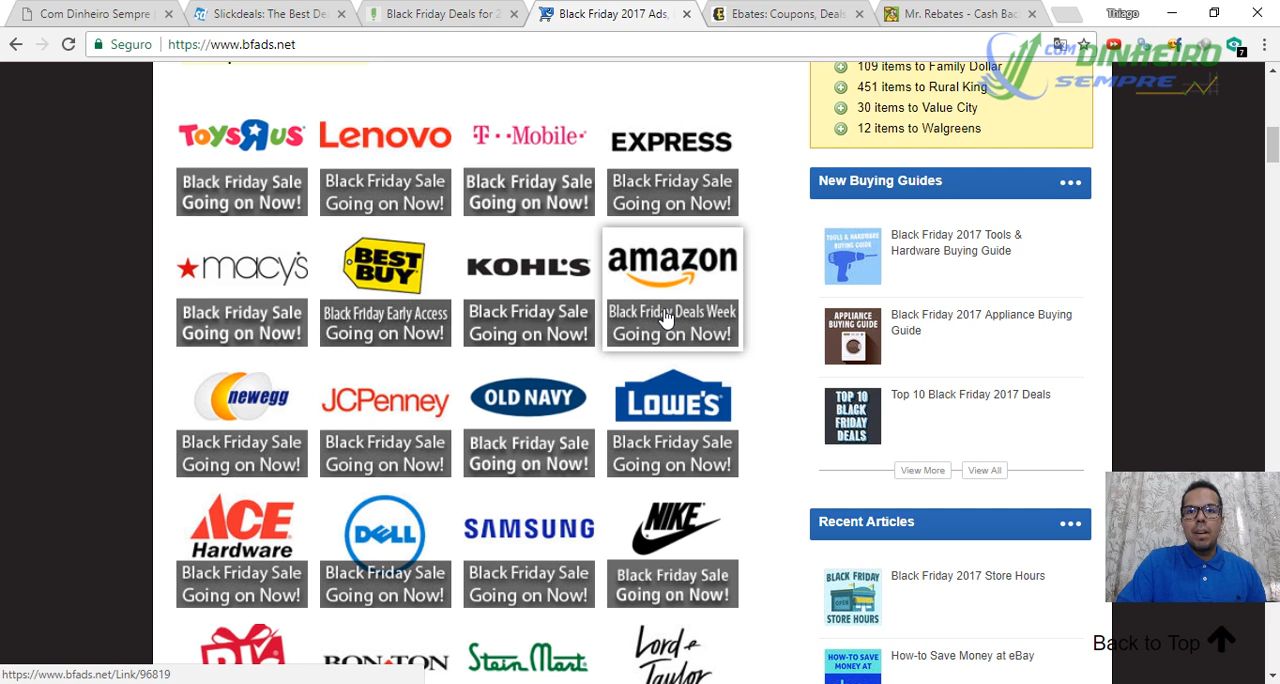 Com Dinheiro Sempre
Slickdeals: The Best De
Black Friday Deals for 2
Black Friday 2017 Ads,
Ebates: Coupons, Deals
Mr. Rebates - Cash Bac
Thiago
Seguro
https://www.bfads.net
COM DINHEIRO
SEMPRE
7
109 items to Family Dollar
451 items to Rural King
30 items to Value City
12 items to Walgreens
TOYS R US
Lenovo
T··Mobile·
EXPRESS
Black Friday Sale
Going on Now!
Black Friday Sale
Going on Now!
Black Friday Sale
Going on Now!
Black Friday Sale
Going on Now!
macy's
BEST
BUY
KOHL'S
amazon
Black Friday Sale
Going on Now!
Black Friday Early Access
Going on Now!
Black Friday Sale
Going on Now!
Black Friday Deals Week
Going on Now!
newegg
JCPenney
OLD NAVY
LOWE'S
Black Friday Sale
Going on Now!
Black Friday Sale
Going on Now!
Black Friday Sale
Going on Now!
Black Friday Sale
Going on Now!
ACE
Hardware
DELL
SAMSUNG
NIKE
Black Friday Sale
Going on Now!
Black Friday Sale
Going on Now!
Black Friday Sale
Going on Now!
Black Friday Sale
Going on Now!
BON·TON
Stein Mart
Lord +
Taylor
New Buying Guides
TOOLS &
HARDWARE
BUYING GUIDE
Black Friday 2017 Tools &
Hardware Buying Guide
APPLIANCE
BUYING GUIDE
Black Friday 2017 Appliance Buying
Guide
TOP 10
BLACK
FRIDAY
DEALS
Top 10 Black Friday 2017 Deals
View More
View All
Recent Articles
BLACK FRIDAY
OPEN
STORE HOURS
Black Friday 2017 Store Hours
HOW-TO SAVE
MONEY AT
How-to Save Money at eBay
Back to Top
https://www.bfads.net/Link/96819